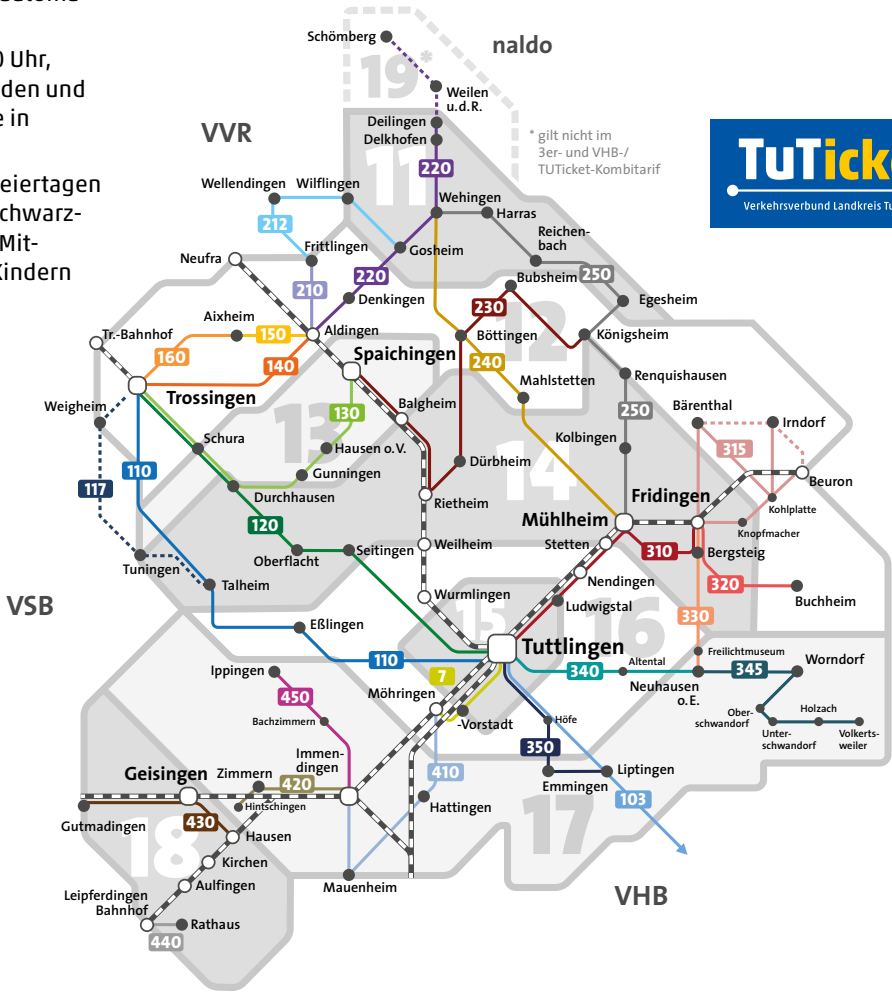 0 Uhr,
den und
e in
eiertagen
chwarz-
Mit-
Kindern
naldo
VVR
VSB
VHB
TuTicke
Verkehrsverbund Landkreis Tu
* gilt nicht im
3er- und VHB-/
TUTicket-Kombitarif
19*
11
12
13
14
15
16
17
18
Schömberg
Weilen
u.d.R.
Deilingen
Delkhofen
220
Wehingen
Harras
Reichen-
bach
Wellendingen
Wilflingen
212
Frittlingen
Gosheim
Neufra
210
220
Denkingen
Bubsheim
250
Egesheim
230
Aixheim
Tr.-Bahnhof
150
160
Aldingen
Böttingen
Königsheim
140
Spaichingen
240
Mahlstetten
Renquishausen
Trossingen
130
Balgheim
250
Bärenthal
Irndorf
Weigheim
Schura
Hausen o.V.
Kolbingen
315
Gunningen
Dürbheim
Beuron
110
117
Durchhausen
Rietheim
Fridingen
Kohlplatte
120
Mühlheim
Knopfmacher
Oberflacht
Seitingen
Weilheim
Stetten
310
Bergsteig
Tuningen
Talheim
Nendingen
320
Buchheim
Wurmlingen
Ludwigstal
330
Eßlingen
Tuttlingen
110
7
340
Altental
Freilichtmuseum
345
Worndorf
Neuhausen
o.E.
Ippingen
450
Möhringen
-Vorstadt
Höfe
Ober-
schwandorf
Holzach
Unter-
schwandorf
Volkerts-
weiler
Bachzimmern
350
Immen-
dingen
410
Liptingen
Emmingen
Geisingen
Zimmern
420
Hintschingen
Hattingen
103
Gutmadingen
430
Hausen
Kirchen
Aulfingen
Mauenheim
Leipferdingen
Bahnhof
Rathaus
440